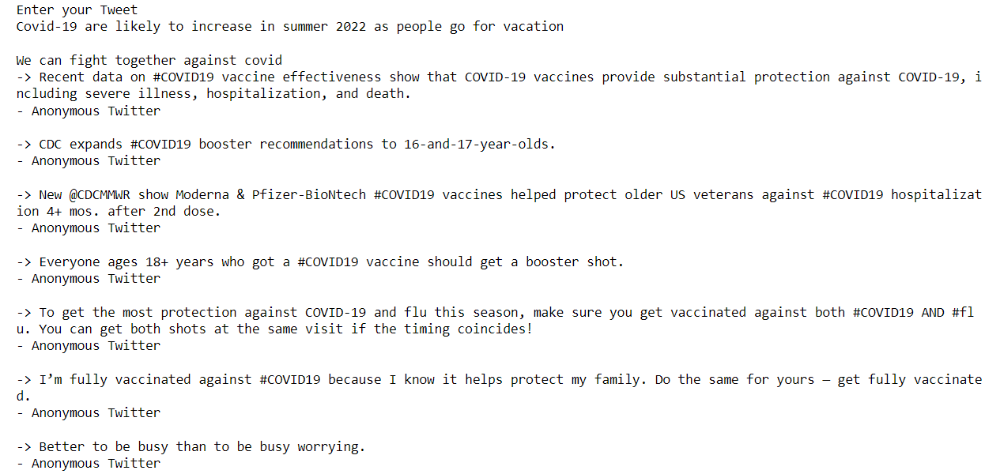 Enter your Tweet
Covid-19 are likely to increase in summer 2022 as people go for vacation
We can fight together against covid
-> Recent data on #COVID19 vaccine effectiveness show that COVID-19 vaccines provide substantial protection against COVID-19, i
ncluding severe illness, hospitalization, and death.
- Anonymous Twitter
-> CDC expands #COVID19 booster recommendations to 16-and-17-year-olds.
- Anonymous Twitter
-> New @CDCMMWR show Moderna & Pfizer-BioNtech #COVID19 vaccines helped protect older US veterans against #COVID19 hospitalizat
ion 4+ mos. after 2nd dose.
- Anonymous Twitter
-> Everyone ages 18+ years who got a #COVID19 vaccine should get a booster shot.
- Anonymous Twitter
-> To get the most protection against COVID-19 and flu this season, make sure you get vaccinated against both #COVID19 AND #fl
u. You can get both shots at the same visit if the timing coincides!
- Anonymous Twitter
-> I’m fully vaccinated against #COVID19 because I know it helps protect my family. Do the same for yours — get fully vaccinate
d.
- Anonymous Twitter
-> Better to be busy than to be busy worrying.
- Anonymous Twitter